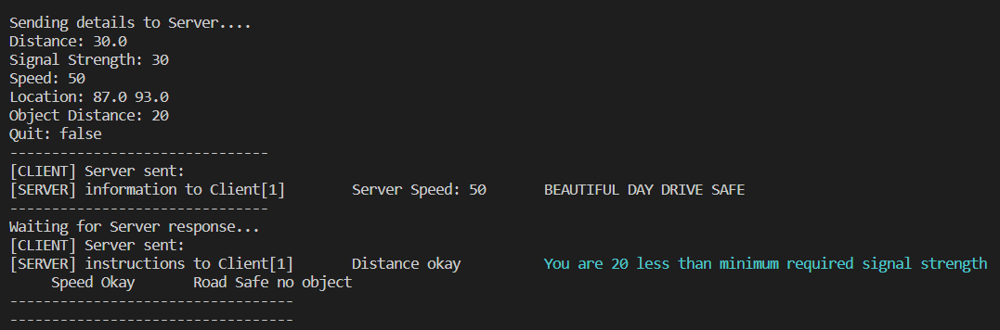 Sending details to Server....
Distance: 30.0
Signal Strength: 30
Speed: 50
Location: 87.0 93.0
Object Distance: 20
Quit: false
-------------------------------
[CLIENT] Server sent:
[SERVER] information to Client[1]        Server Speed: 50       BEAUTIFUL DAY DRIVE SAFE
-------------------------------
Waiting for Server response...
[CLIENT] Server sent:
[SERVER] instructions to Client[1]       Distance okay          You are 20 less than minimum required signal strength
     Speed Okay       Road Safe no object
----------------------------------
----------------------------------